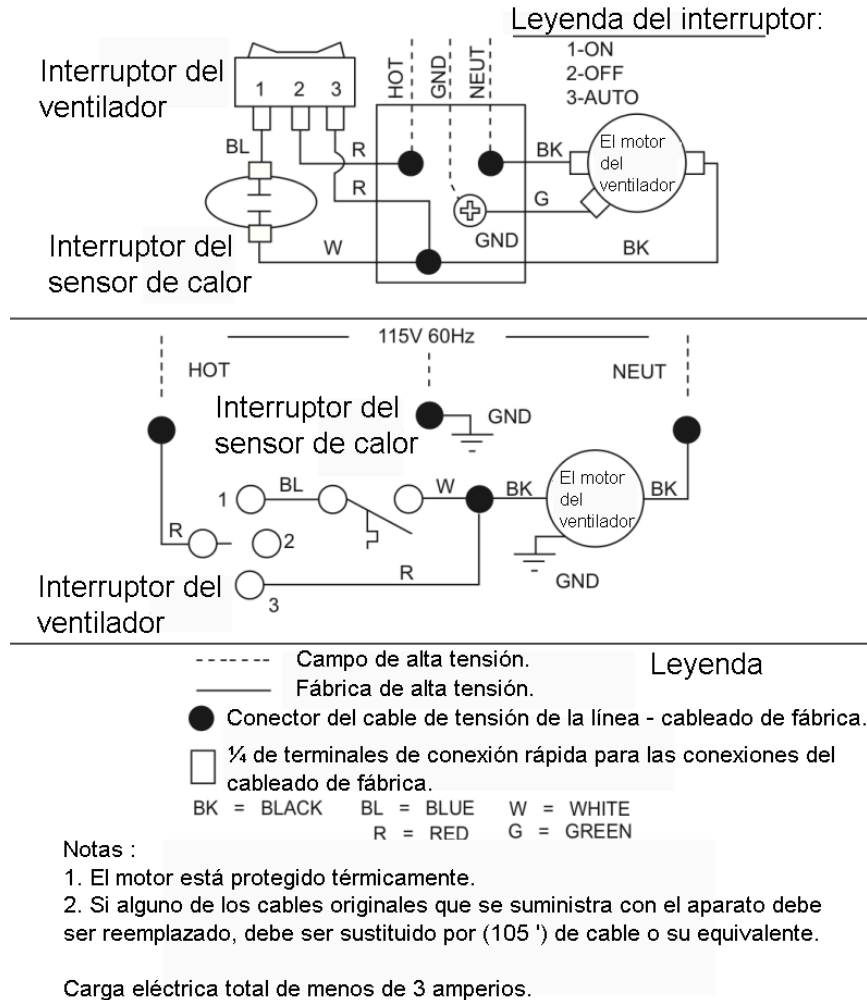 Leyenda del interruptor:
1-ON
2-OFF
3-AUTO
Interruptor del
ventilador
1 2 3
HOT
GND
NEUT
BL
R
R
BK
G
El motor
del
ventilador
GND
Interruptor del
sensor de calor
W
BK
115V 60Hz
HOT
NEUT
Interruptor del
sensor de calor
GND
1
BL
W
BK
El motor
del
ventilador
BK
R
2
GND
Interruptor del
ventilador
3
R
Leyenda
Campo de alta tensión.
Fábrica de alta tensión.
Conector del cable de tensión de la línea - cableado de fábrica.
¼ de terminales de conexión rápida para las conexiones del
cableado de fábrica.
BK = BLACK BL = BLUE W = WHITE
R = RED G = GREEN
Notas :
1. El motor está protegido térmicamente.
2. Si alguno de los cables originales que se suministra con el aparato debe
ser reemplazado, debe ser sustituido por (105 ') de cable o su equivalente.
Carga eléctrica total de menos de 3 amperios.